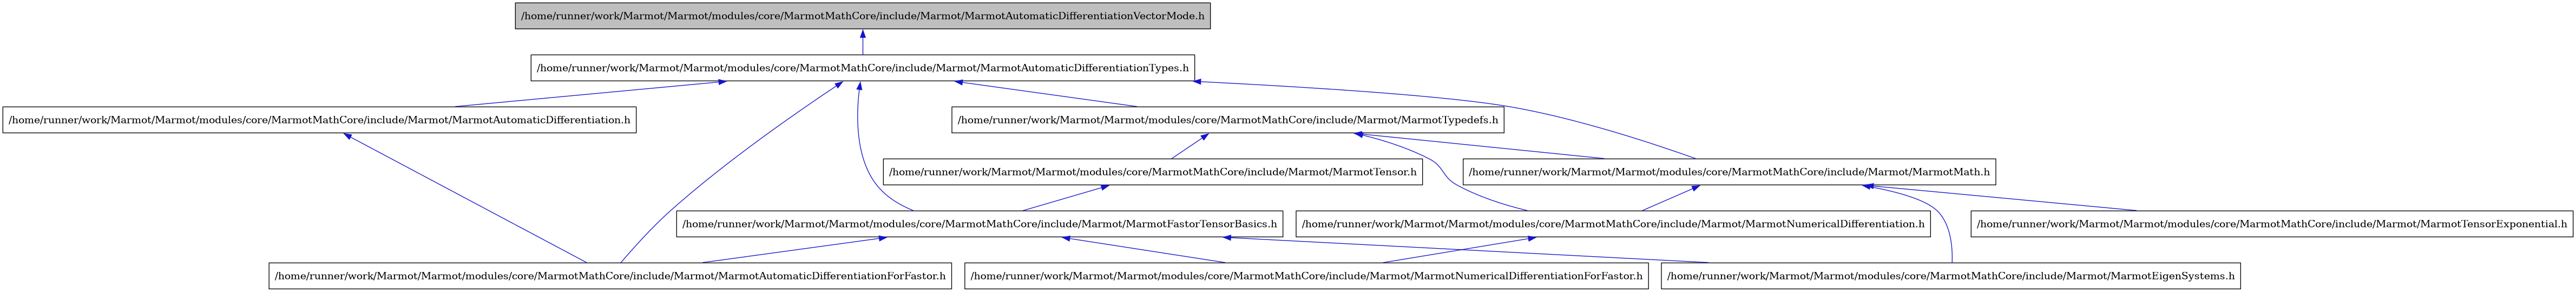 /home/runner/work/Marmot/Marmot/modules/core/MarmotMathCore/include/Marmot/MarmotAutomaticDifferentiationVectorMode.h
/home/runner/work/Marmot/Marmot/modules/core/MarmotMathCore/include/Marmot/MarmotAutomaticDifferentiationTypes.h
/home/runner/work/Marmot/Marmot/modules/core/MarmotMathCore/include/Marmot/MarmotAutomaticDifferentiation.h
/home/runner/work/Marmot/Marmot/modules/core/MarmotMathCore/include/Marmot/MarmotTypedefs.h
/home/runner/work/Marmot/Marmot/modules/core/MarmotMathCore/include/Marmot/MarmotTensor.h
/home/runner/work/Marmot/Marmot/modules/core/MarmotMathCore/include/Marmot/MarmotMath.h
/home/runner/work/Marmot/Marmot/modules/core/MarmotMathCore/include/Marmot/MarmotFastorTensorBasics.h
/home/runner/work/Marmot/Marmot/modules/core/MarmotMathCore/include/Marmot/MarmotNumericalDifferentiation.h
/home/runner/work/Marmot/Marmot/modules/core/MarmotMathCore/include/Marmot/MarmotTensorExponential.h
/home/runner/work/Marmot/Marmot/modules/core/MarmotMathCore/include/Marmot/MarmotAutomaticDifferentiationForFastor.h
/home/runner/work/Marmot/Marmot/modules/core/MarmotMathCore/include/Marmot/MarmotNumericalDifferentiationForFastor.h
/home/runner/work/Marmot/Marmot/modules/core/MarmotMathCore/include/Marmot/MarmotEigenSystems.h